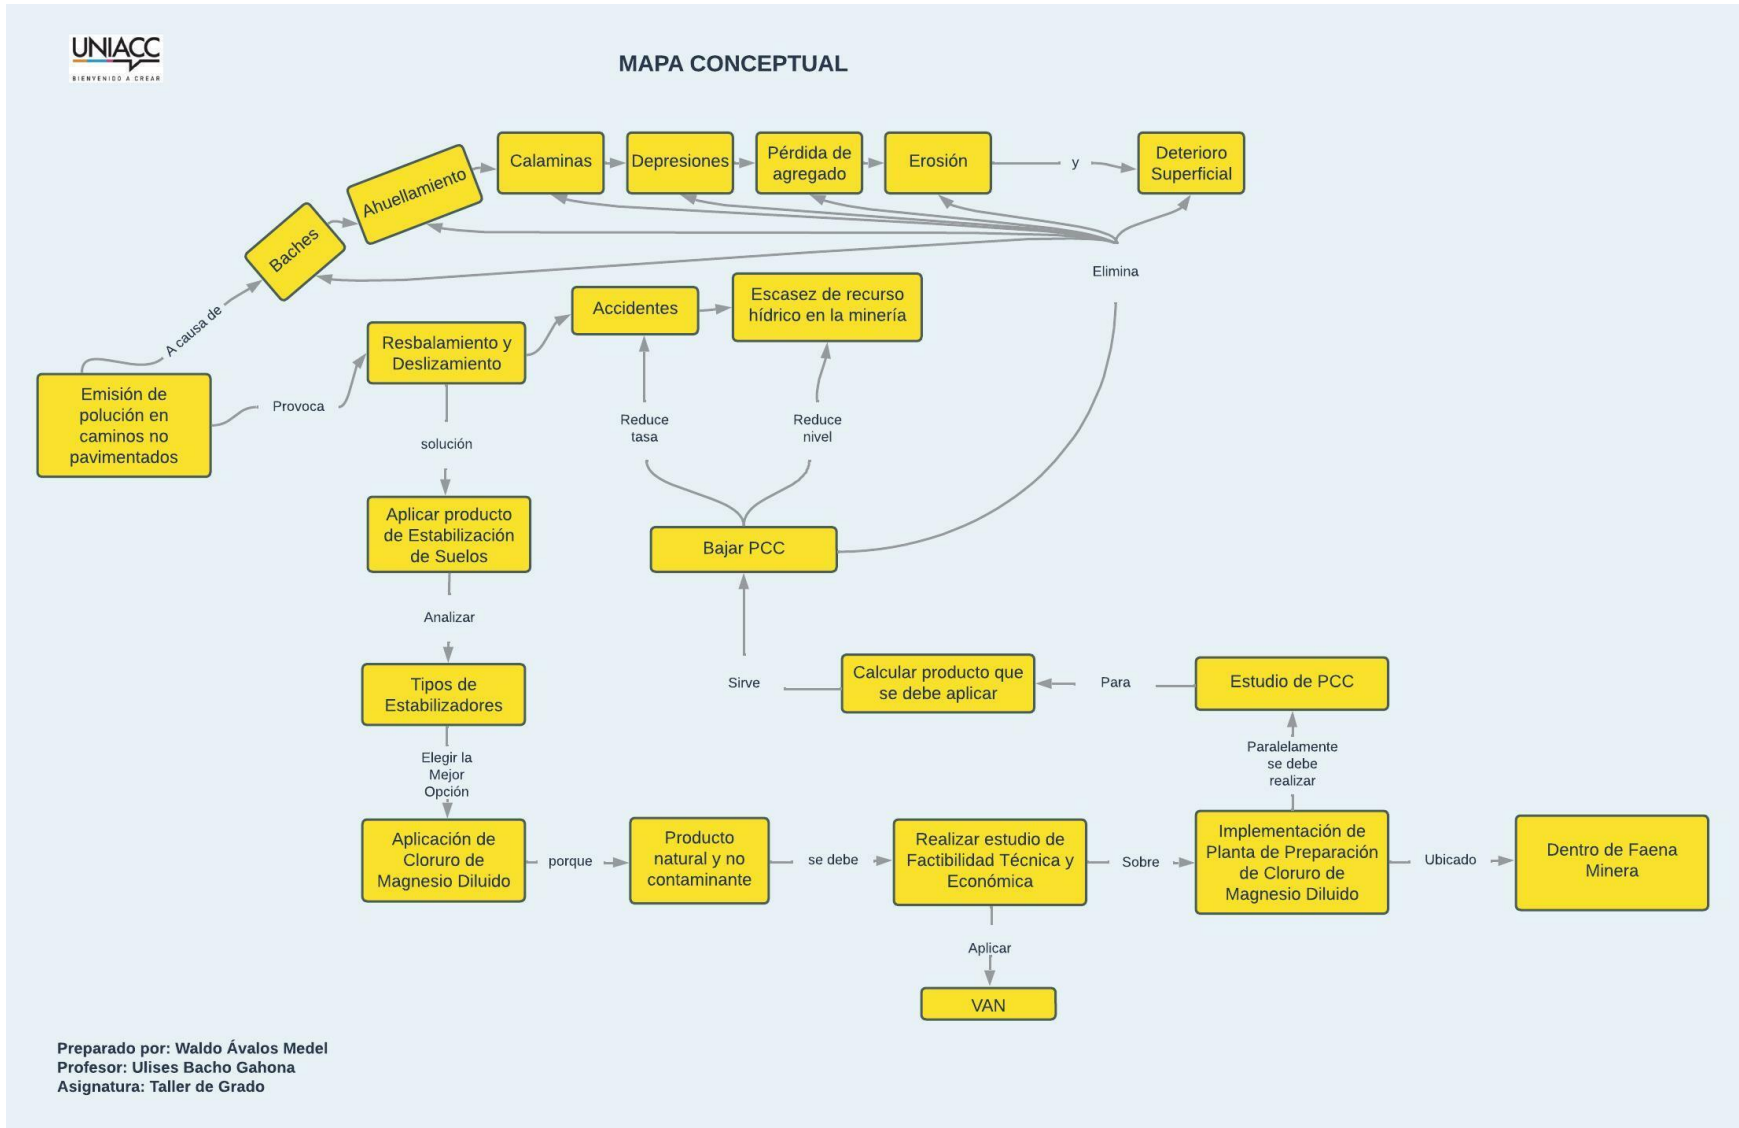 UNIACC
BIENVENIDO A CREAR
MAPA CONCEPTUAL
Calaminas
Depresiones
Pérdida de
agregado
Erosión
y
Deterioro
Superficial
Ahuellamiento
Baches
A causa de
Elimina
Accidentes
Escasez de recurso
hídrico en la minería
Resbalamiento y
Deslizamiento
Emisión de
polución en
caminos no
pavimentados
Provoca
Reduce
tasa
Reduce
nivel
solución
Aplicar producto
de Estabilización
de Suelos
Bajar PCC
Analizar
Tipos de
Estabilizadores
Sirve
Calcular producto que
se debe aplicar
Para
Estudio de PCC
Elegir la
Mejor
Opción
Paralelamente
se debe
realizar
Aplicación de
Cloruro de
Magnesio Diluido
porque
Producto
natural y no
contaminante
se debe
Realizar estudio de
Factibilidad Técnica y
Económica
Sobre
Implementación de
Planta de Preparación
de Cloruro de
Magnesio Diluido
Ubicado
Dentro de Faena
Minera
Aplicar
VAN
Preparado por: Waldo Ávalos Medel
Profesor: Ulises Bacho Gahona
Asignatura: Taller de Grado